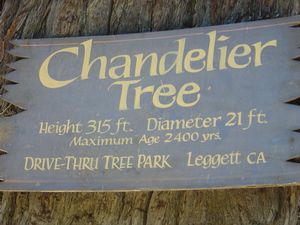 Chandelier
Tree
Height 315 ft. Diameter 21 ft.
Maximum Age 2400 yrs.
DRIVE-THRU TREE PARK Leggett CA